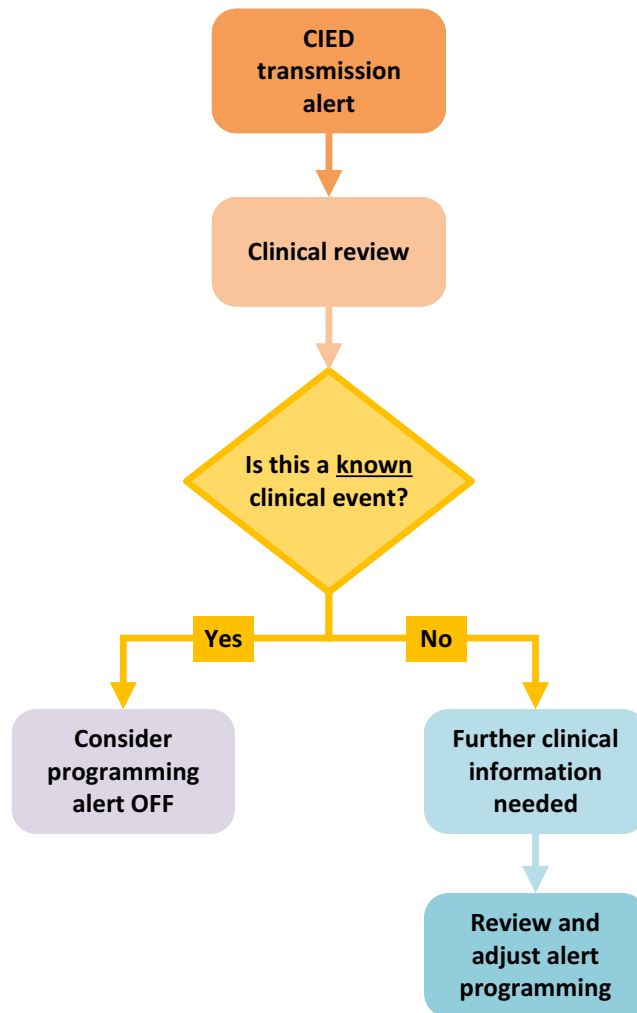 CIED
transmission
alert
Clinical review
Is this a known
clinical event?
Yes
No
Consider
programming
alert OFF
Further clinical
information
needed
Review and
adjust alert
programming